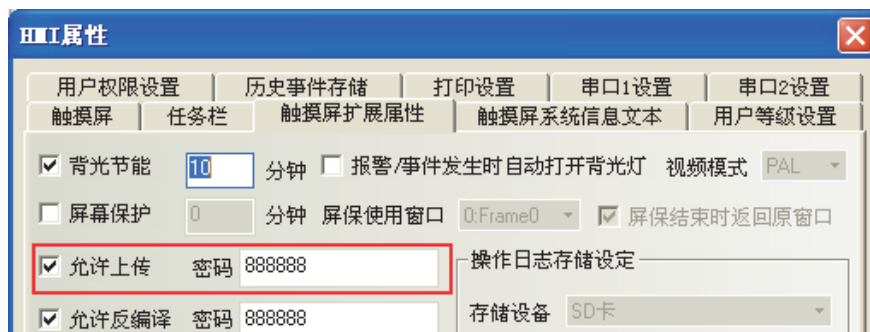 HMI属性
用户权限设置 历史事件存储 打印设置 串口1设置 串口2设置
触摸屏 任务栏 触摸屏扩展属性 触摸屏系统信息文本 用户等级设置
背光节能 10 分钟 报警/事件发生时自动打开背光灯 视频模式 PAL
屏幕保护 0 分钟 屏保使用窗口 0:Frame0 屏保结束时返回原窗口
允许上传 密码 888888 操作日志存储设定
允许反编译 密码 888888 存储设备 SD卡